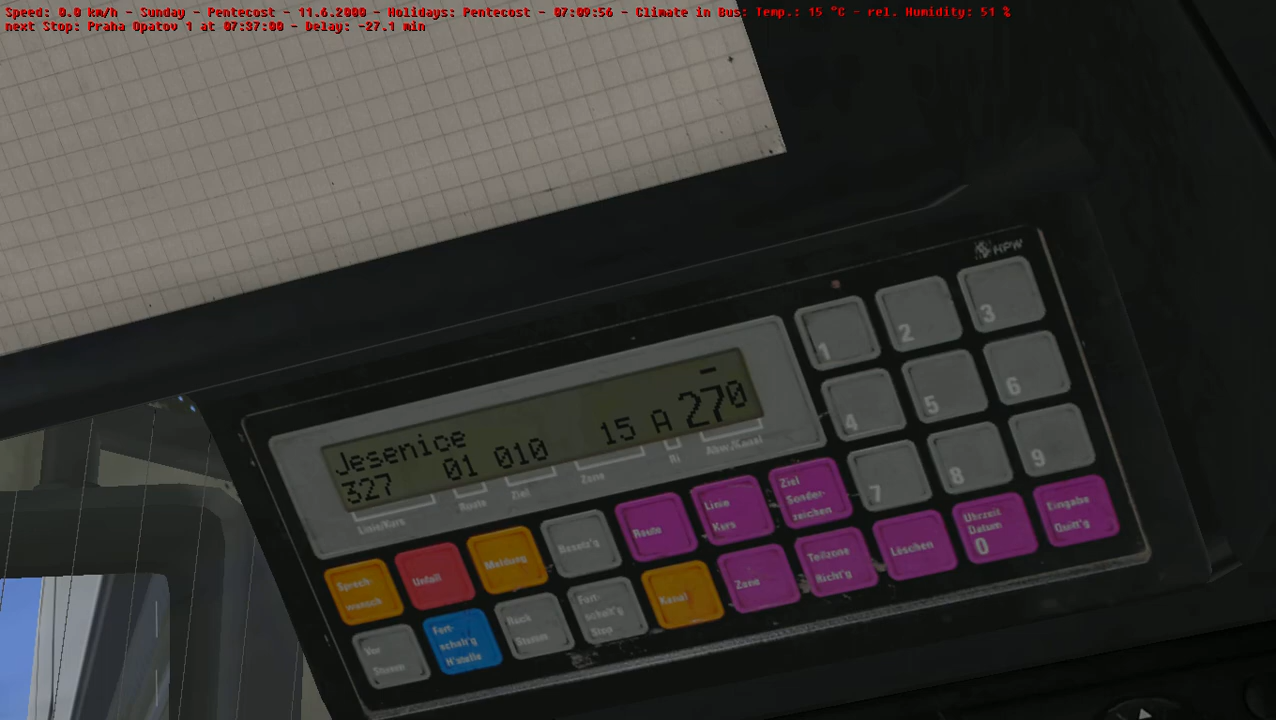 Speed: 0.0 km/h - Sunday - Pentecost - 11.6.2000 - Holidays: Pentecost - 07:09:56 - Climate in Bus: Temp.: 15 °C - rel. Humidity: 51 %
next Stop: Praha Opatov 1 at 07:37:00 - Delay: -27.1 min
Jesenice
327 01 010 15 A 270
Linie/Kurs Route Ziel Zone Ri Abw./Kanal
1 2 3
4 5 6
7 8 9
Sprech-
wunsch
Unfall
Meldung
Besetz'g
Route
Linie
Kurs
Ziel
Sonder-
zeichen
Vor
Stamm
Fort-
schalt'g
H'stelle
Rück
Stamm
Fort-
schalt'g
Stop
Kanal
Zone
Teilzone
Richt'g
Löschen
Uhrzeit
Datum
0
Eingabe
Quitt'g